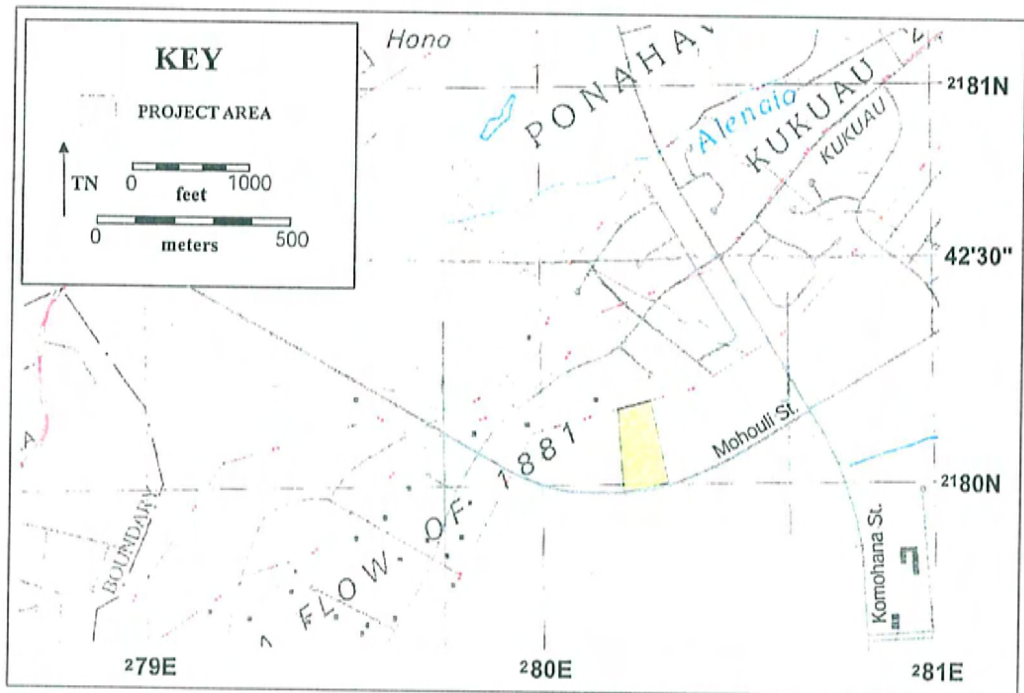 KEY
PROJECT AREA
TN
0 1000
feet
0 500
meters
Hono
PONAHA
Alenaio
KUKUAU
KUKUAU
²181N
42'30"
1881
FLOW OF
Mohouli St.
²180N
BOUNDARY
Komohana St.
A
²79E
²80E
²81E